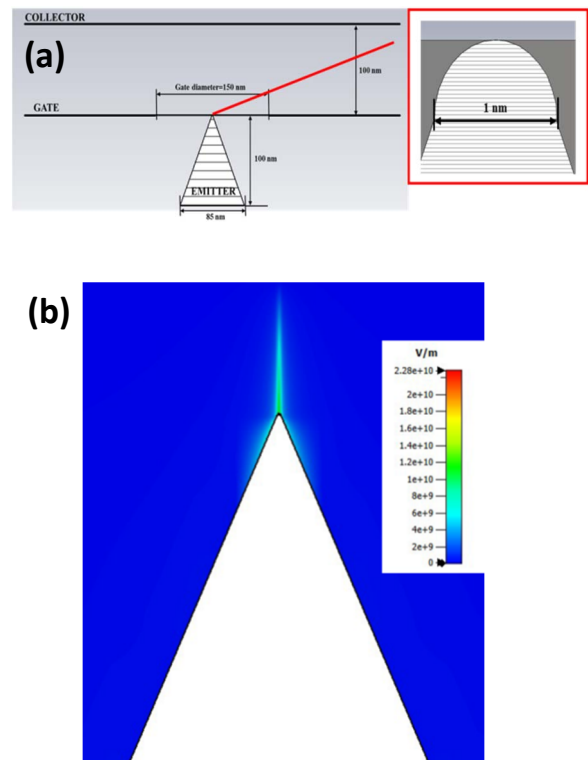 COLLECTOR
(a)
100 nm
Gate diameter=150 nm
GATE
100 nm
EMITTER
85 nm
1 nm
(b)
V/m
2.28e+10
2e+10
1.8e+10
1.6e+10
1.4e+10
1.2e+10
1e+10
8e+9
6e+9
4e+9
2e+9
0